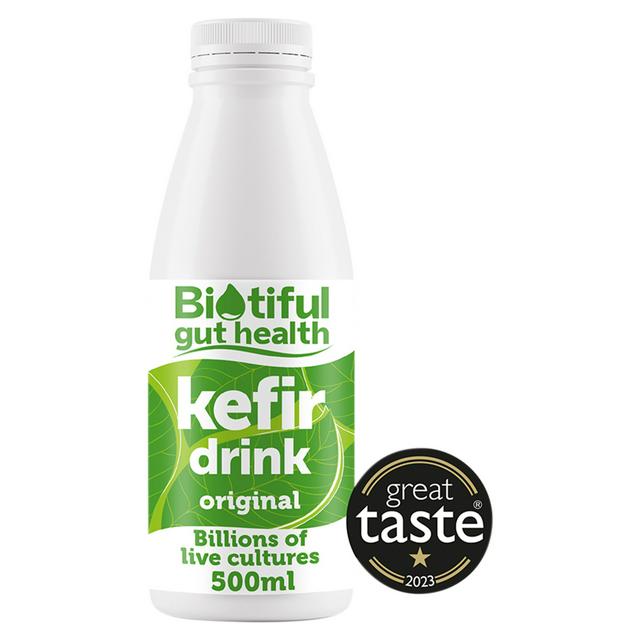 Biotiful
gut health
kefir
drink
original
Billions of
live cultures
500ml
great
taste®
2023